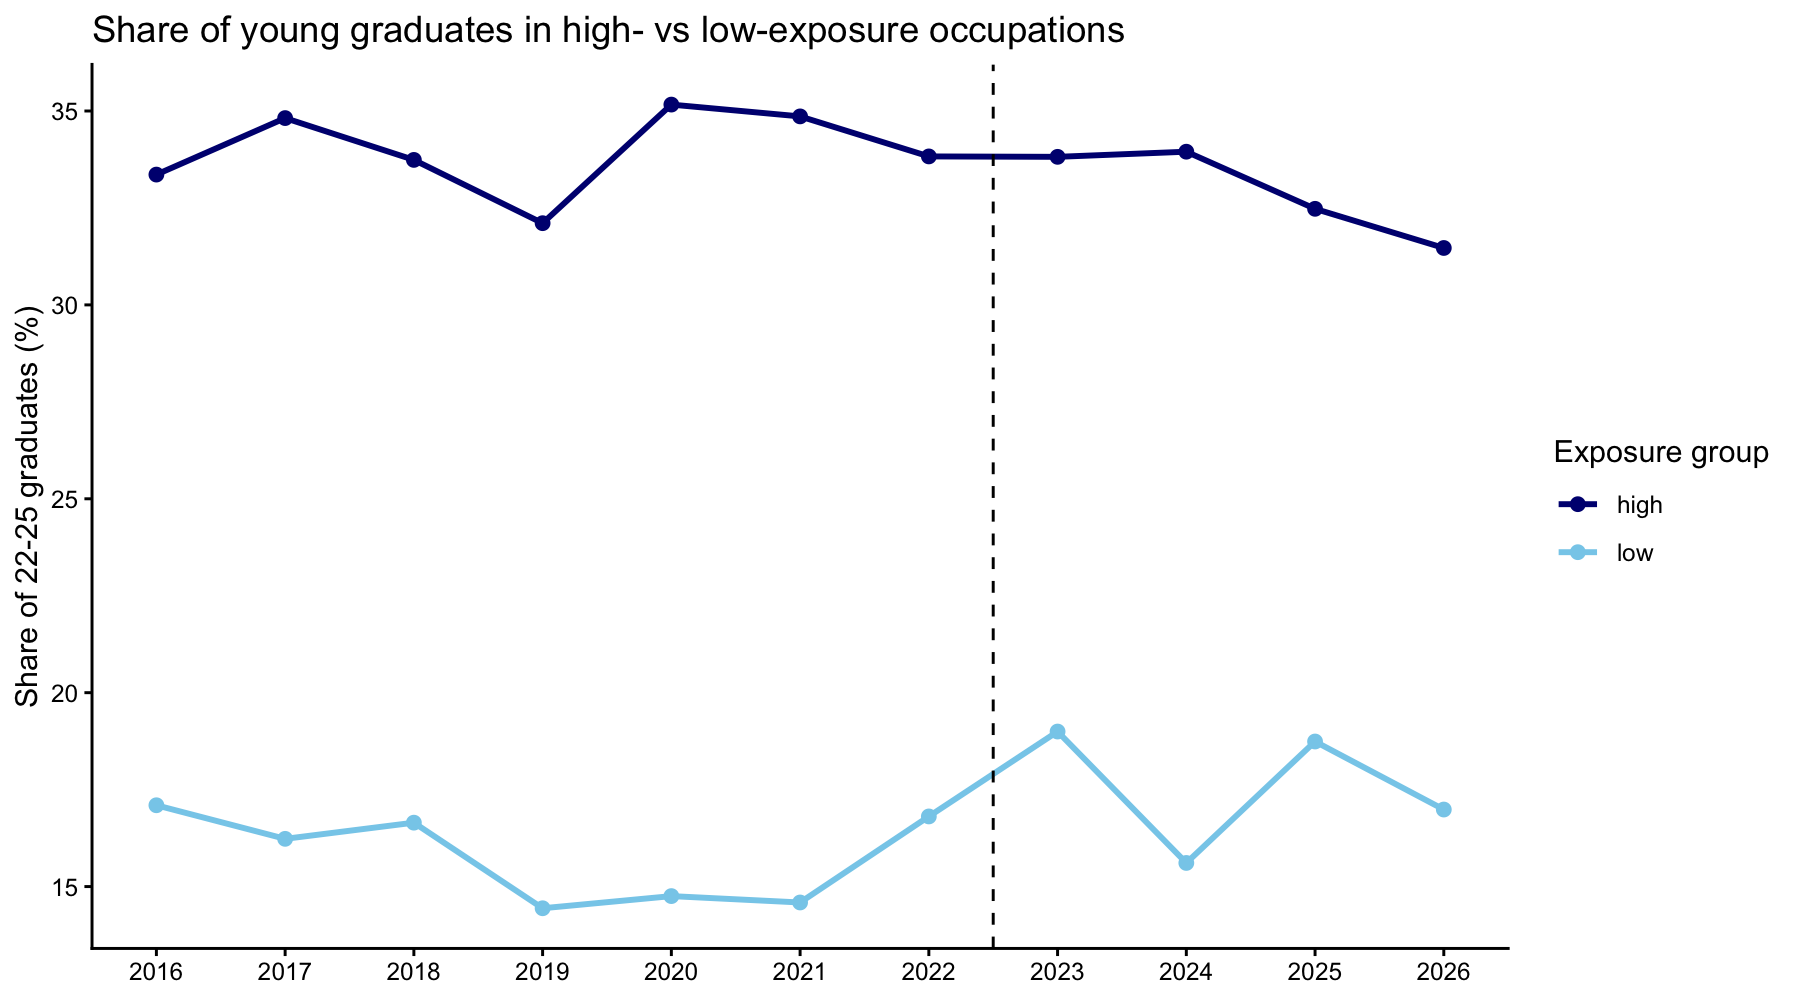 Share of young graduates in high- vs low-exposure occupations
Share of 22-25 graduates (%)
35
30
25
20
15
2016 2017 2018 2019 2020 2021 2022 2023 2024 2025 2026
Exposure group
high
low